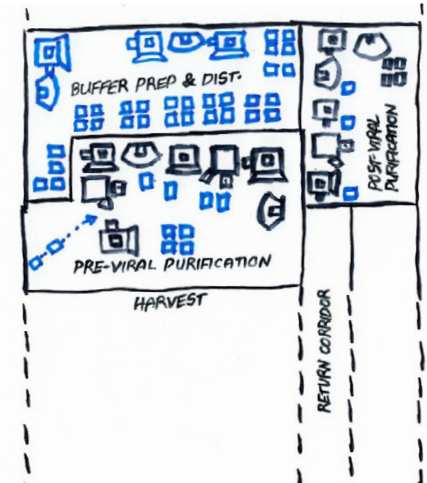 BUFFER PREP & DIST.
POST-VIRAL
PURIFICATION
PRE-VIRAL PURIFICATION
HARVEST
RETURN CORRIDOR